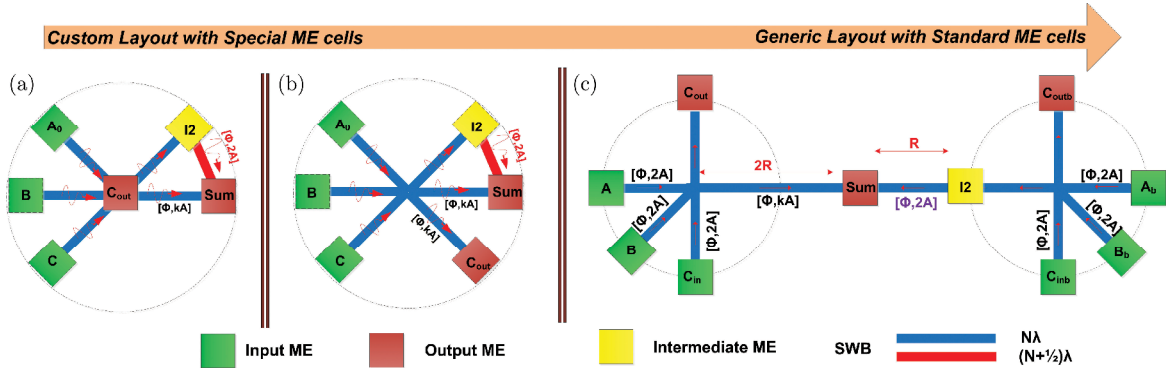 Custom Layout with Special ME cells
Generic Layout with Standard ME cells
(a)
A₀
B
C
Cout
I2
Sum
[Φ,2A]
[Φ,kA]
(b)
B
C
I2
Sum
Cout
[Φ,2A]
[Φ,kA]
[Φ,kA]
(c)
Cout
A
B
Cin
[Φ,2A]
[Φ,2A]
[Φ,2A]
2R
[Φ,kA]
Sum
R
[Φ,2A]
I2
Coutb
Ab
Bb
Cinb
[Φ,2A]
[Φ,2A]
[Φ,2A]
Input ME
Output ME
Intermediate ME
SWB
Nλ
(N+½)λ